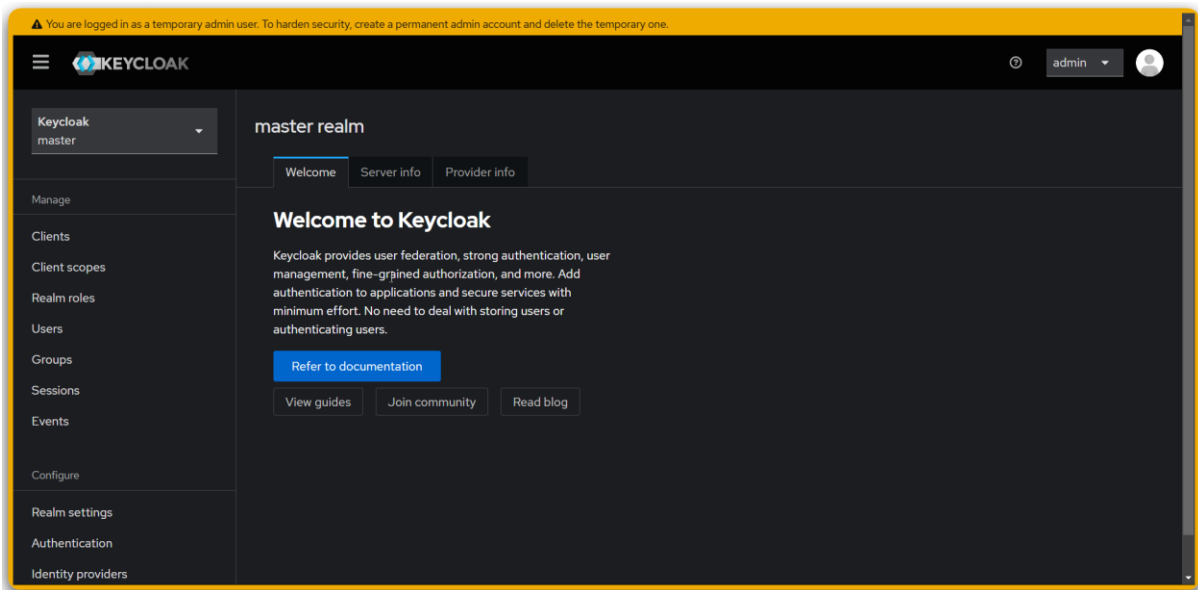 You are logged in as a temporary admin user. To harden security, create a permanent admin account and delete the temporary one.
KEYCLOAK
admin
Keycloak
master
Manage
Clients
Client scopes
Realm roles
Users
Groups
Sessions
Events
Configure
Realm settings
Authentication
Identity providers
master realm
Welcome Server info Provider info
Welcome to Keycloak
Keycloak provides user federation, strong authentication, user
management, fine-grained authorization, and more. Add
authentication to applications and secure services with
minimum effort. No need to deal with storing users or
authenticating users.
Refer to documentation
View guides Join community Read blog